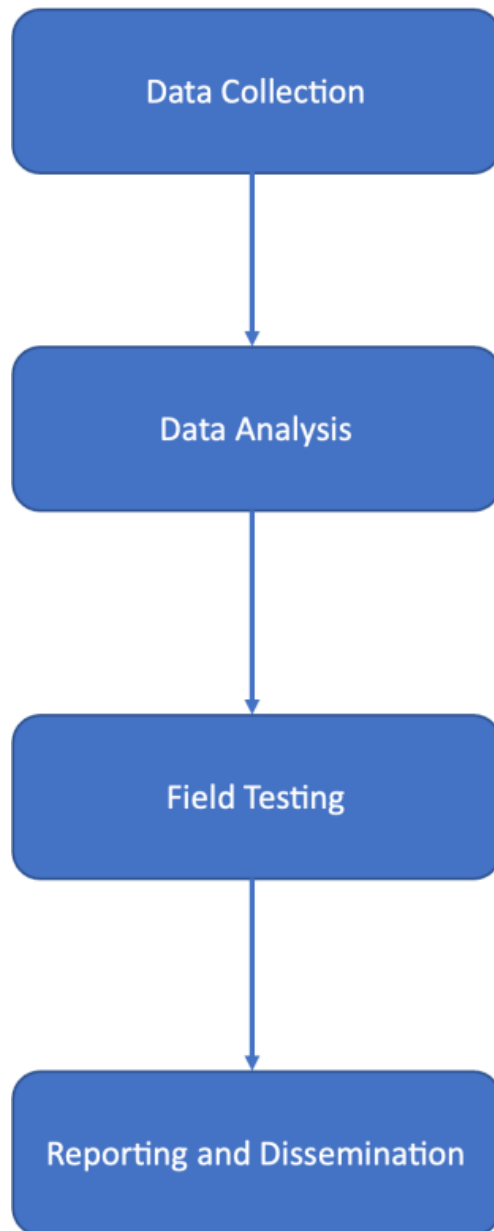 Data Collection
Data Analysis
Field Testing
Reporting and Dissemination